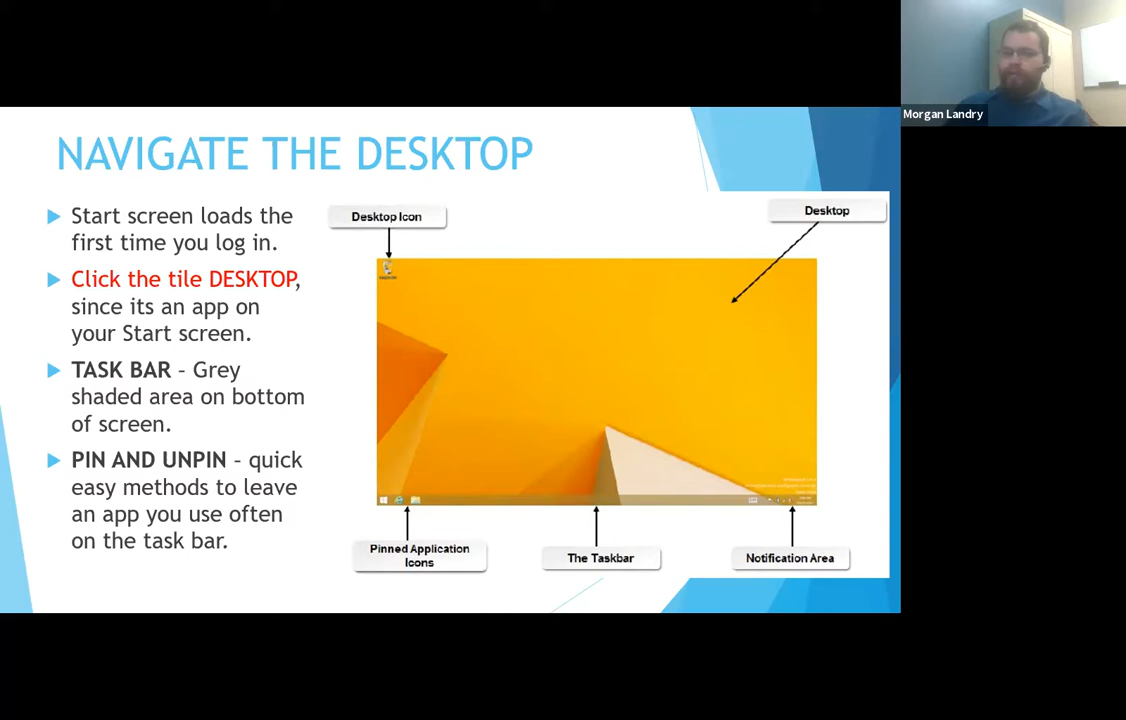 Morgan Landry
NAVIGATE THE DESKTOP
Start screen loads the
first time you log in.
Click the tile DESKTOP,
since its an app on
your Start screen.
TASK BAR – Grey
shaded area on bottom
of screen.
PIN AND UNPIN – quick
easy methods to leave
an app you use often
on the task bar.
Desktop Icon
Desktop
Pinned Application
Icons
The Taskbar
Notification Area